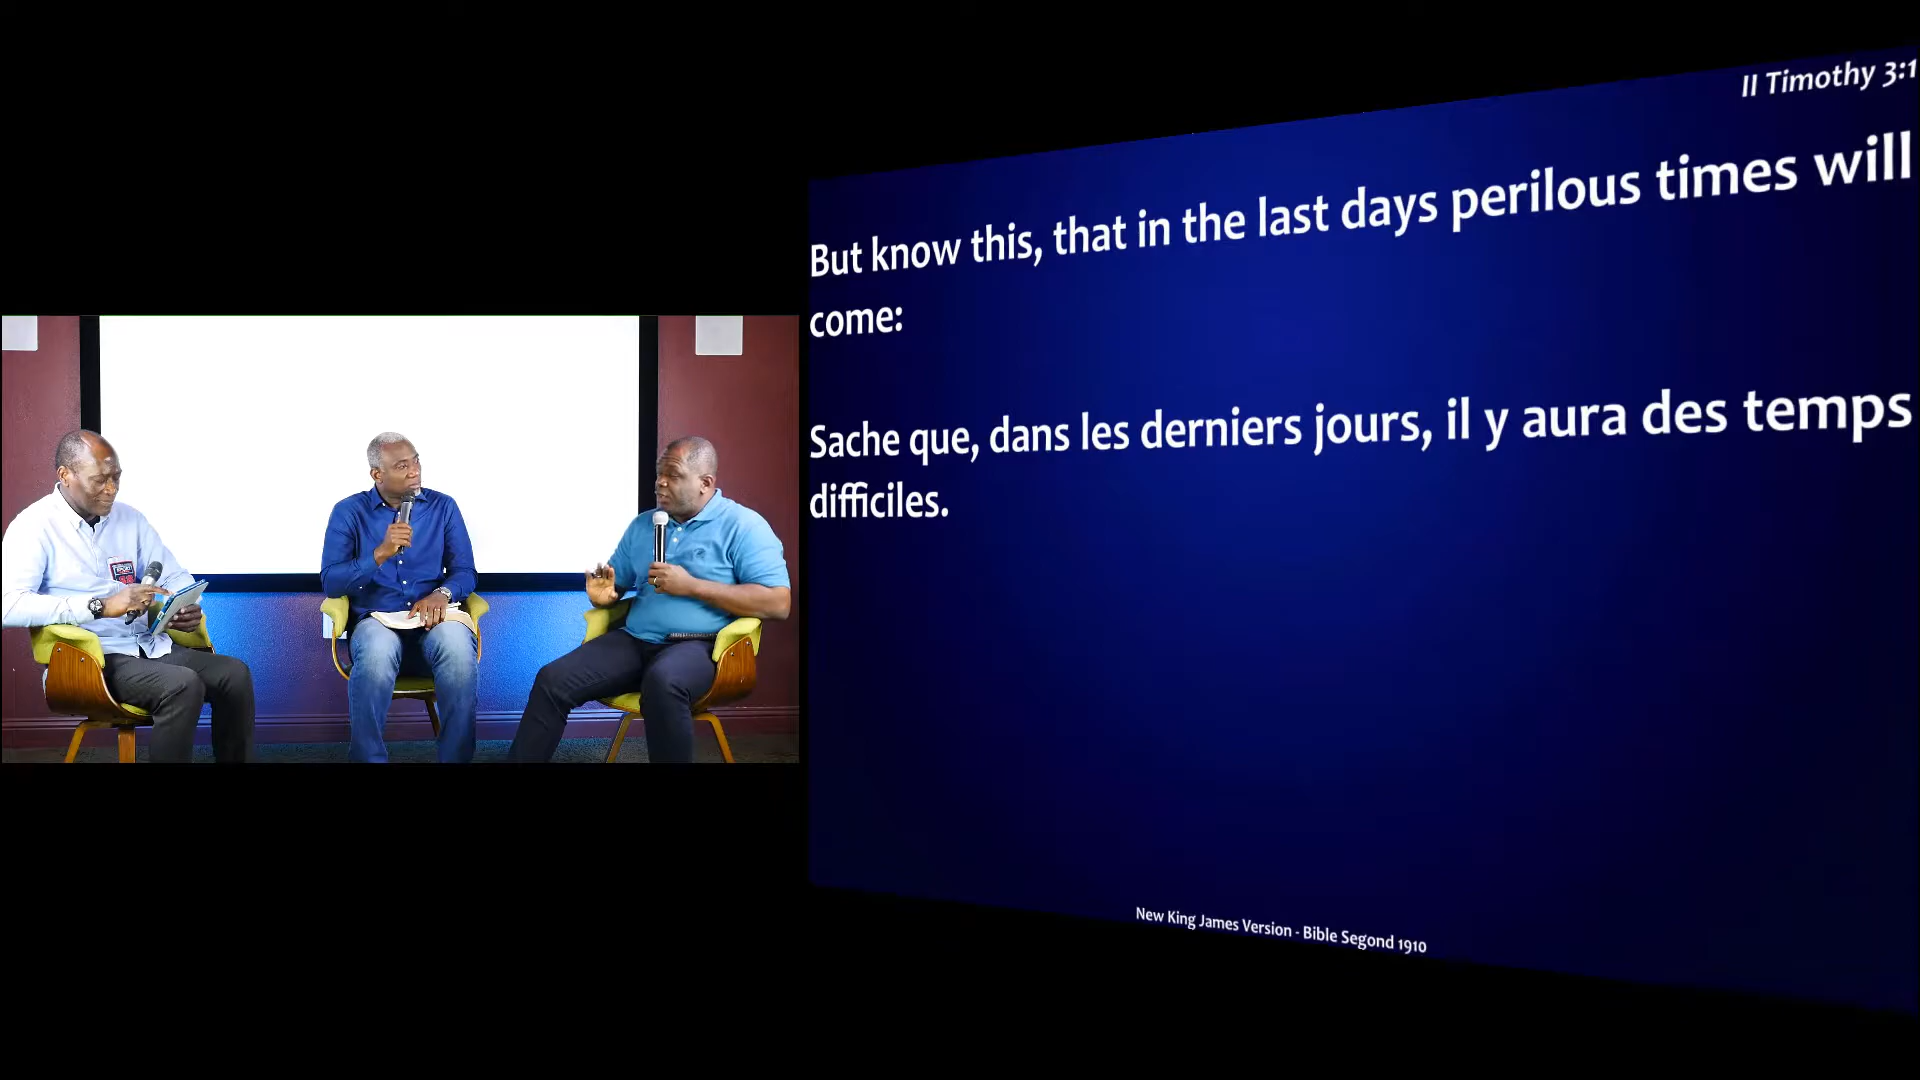 II Timothy 3:1
But know this, that in the last days perilous times will
come:
Sache que, dans les derniers jours, il y aura des temps
difficiles.
New King James Version - Bible Segond 1910